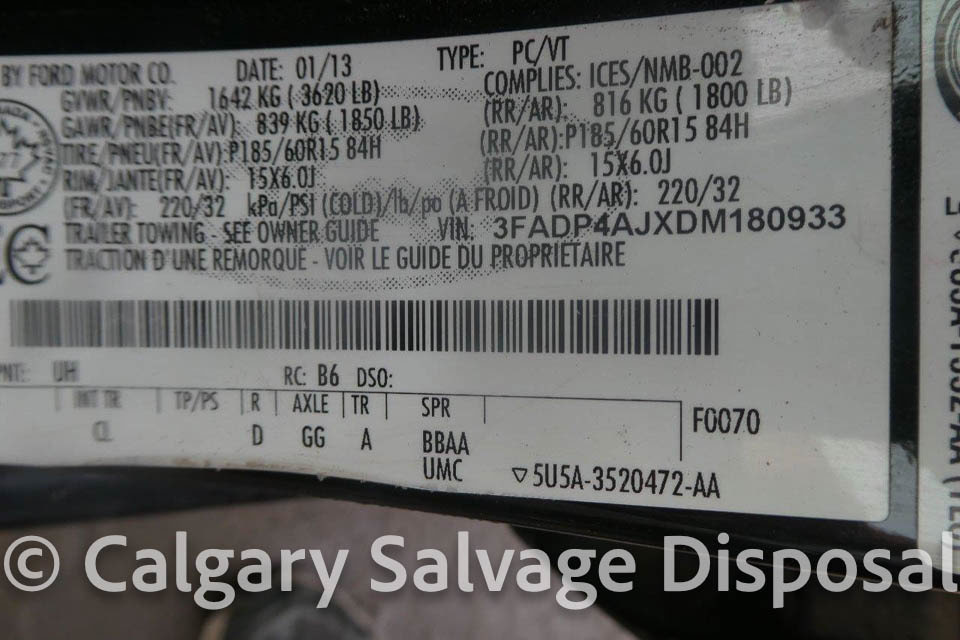 BY FORD MOTOR CO. DATE: 01/13 TYPE: PC/VT
GVWR/PNBV: 1642 KG ( 3620 LB) COMPLIES: ICES/NMB-002
GAWR/PNBE(FR/AV): 839 KG ( 1850 LB) (RR/AR): 816 KG ( 1800 LB)
TIRE/PNEU(FR/AV): P185/60R15 84H (RR/AR): P185/60R15 84H
RIM/JANTE(FR/AV): 15X6.0J (RR/AR): 15X6.0J
(FR/AV): 220/32 kPa/PSI (COLD)/lb/po (A FROID) (RR/AR): 220/32
TRAILER TOWING - SEE OWNER GUIDE VIN: 3FADP4AJXDM180933
TRACTION D'UNE REMORQUE - VOIR LE GUIDE DU PROPRIETAIRE
PNTE: UH RC: B6 DSO:
INT TR TP/PS R AXLE TR SPR F0070
CL D GG A BBAA
UMC ▽5U5A-3520472-AA
© Calgary Salvage Disposal